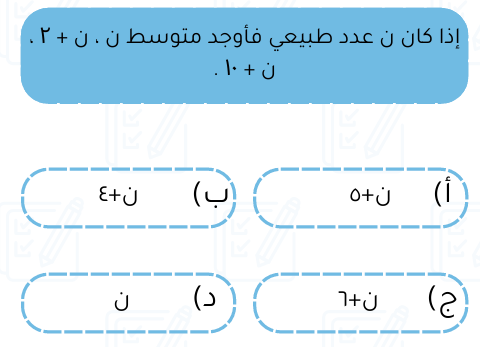 إذا كان ن عدد طبيعي فأوجد متوسط ن ، ن + ٢ ،
ن + ١٠ .
أ) ن+٥
ب) ن+٤
ج) ن+٦
د) ن